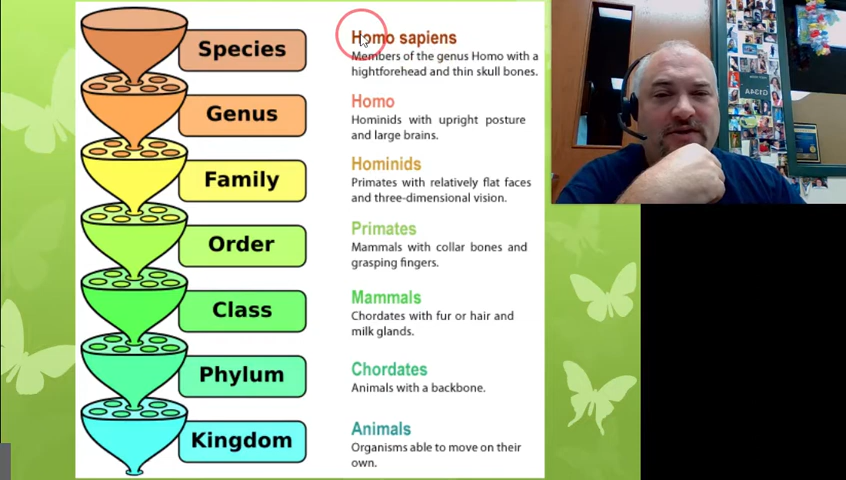 Species
Homo sapiens
Members of the genus Homo with a
hightforehead and thin skull bones.
Genus
Homo
Hominids with upright posture
and large brains.
Family
Hominids
Primates with relatively flat faces
and three-dimensional vision.
Order
Primates
Mammals with collar bones and
grasping fingers.
Class
Mammals
Chordates with fur or hair and
milk glands.
Phylum
Chordates
Animals with a backbone.
Kingdom
Animals
Organisms able to move on their
own.